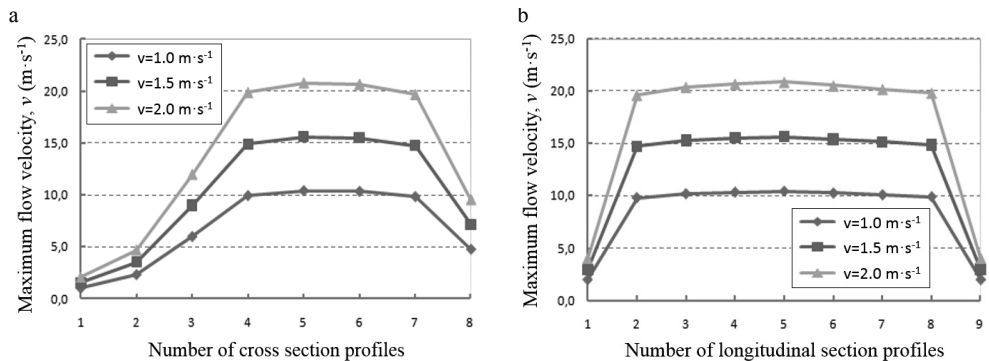 a
Maximum flow velocity, v (m·s⁻¹)
25,0
20,0
15,0
10,0
5,0
0,0
v=1.0 m·s⁻¹
v=1.5 m·s⁻¹
v=2.0 m·s⁻¹
1 2 3 4 5 6 7 8
Number of cross section profiles
b
Maximum flow velocity, v (m·s⁻¹)
25,0
20,0
15,0
10,0
5,0
0,0
v=1.0 m·s⁻¹
v=1.5 m·s⁻¹
v=2.0 m·s⁻¹
1 2 3 4 5 6 7 8 9
Number of longitudinal section profiles